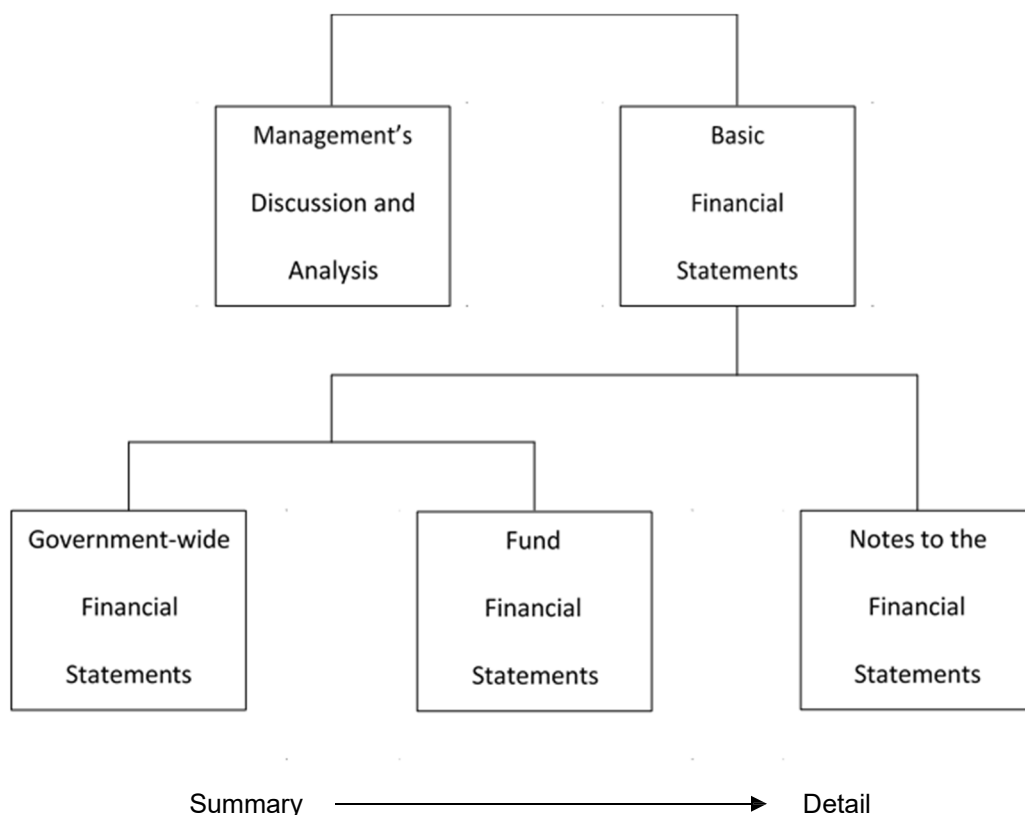 Management’s
Discussion and
Analysis
Basic
Financial
Statements
Government-wide
Financial
Statements
Fund
Financial
Statements
Notes to the
Financial
Statements
Summary
Detail